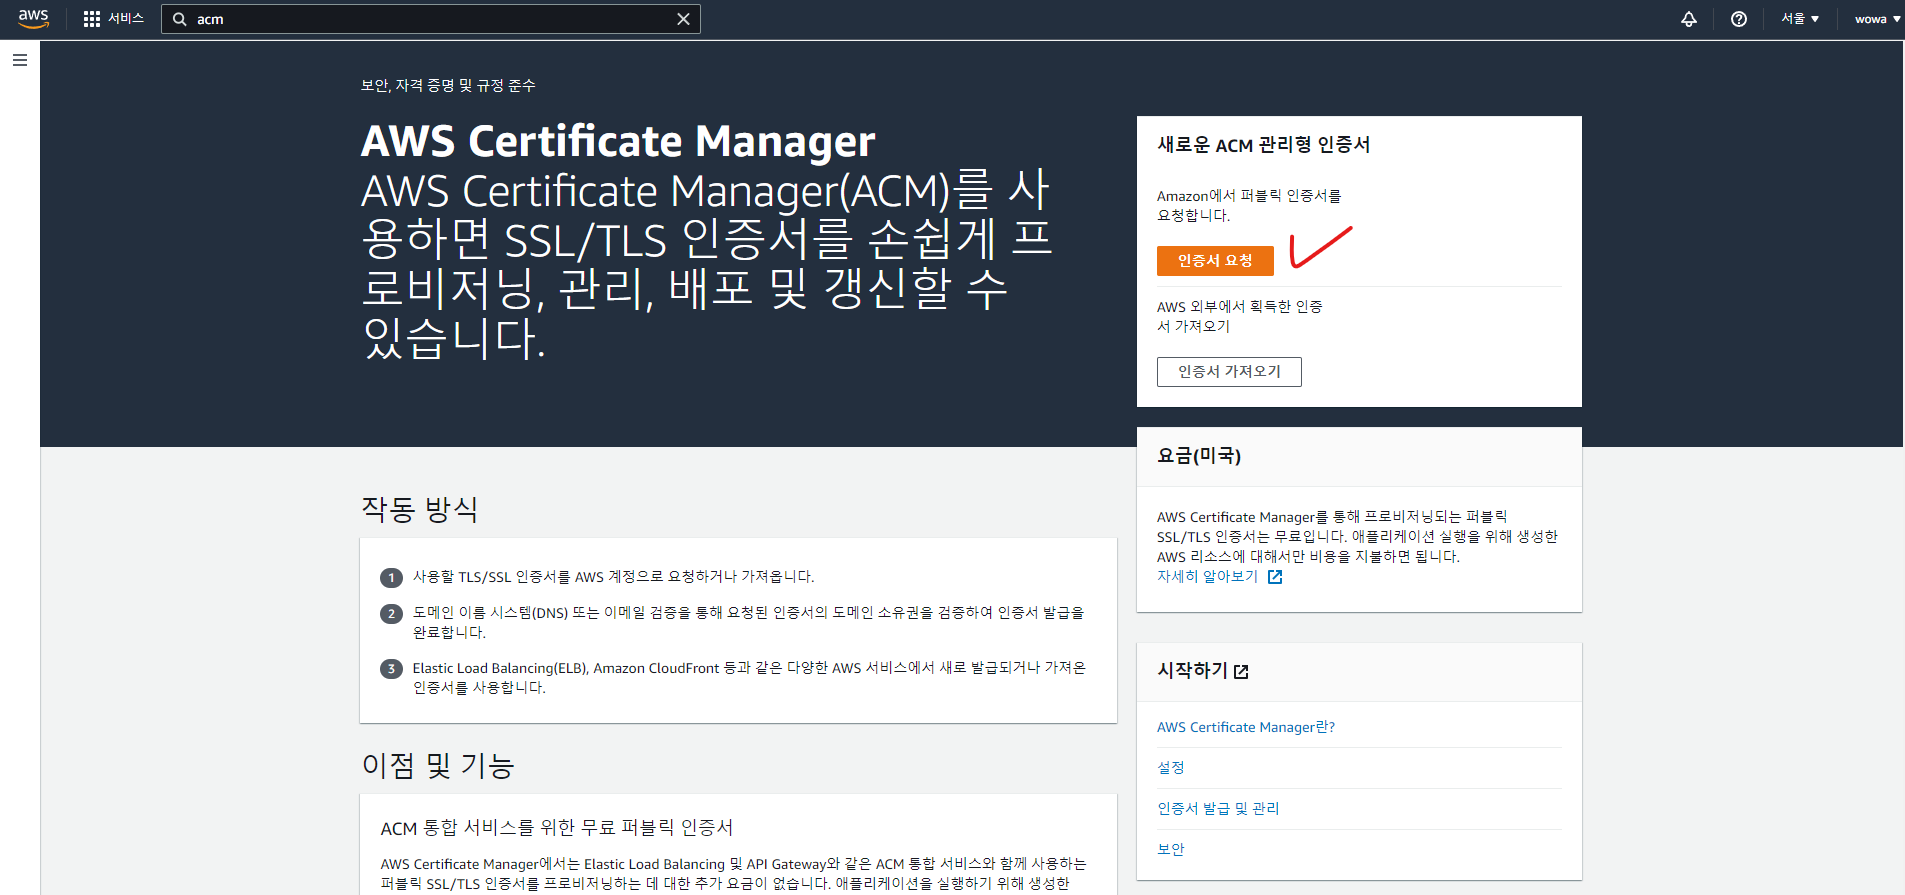 aws
서비스
acm
서울 ▼
wowa ▼
보안, 자격 증명 및 규정 준수
AWS Certificate Manager
AWS Certificate Manager(ACM)를 사
용하면 SSL/TLS 인증서를 손쉽게 프
로비저닝, 관리, 배포 및 갱신할 수
있습니다.
새로운 ACM 관리형 인증서
Amazon에서 퍼블릭 인증서를
요청합니다.
인증서 요청
AWS 외부에서 획득한 인증
서 가져오기
인증서 가져오기
요금(미국)
AWS Certificate Manager를 통해 프로비저닝되는 퍼블릭
SSL/TLS 인증서는 무료입니다. 애플리케이션 실행을 위해 생성한
AWS 리소스에 대해서만 비용을 지불하면 됩니다.
자세히 알아보기
작동 방식
1 사용할 TLS/SSL 인증서를 AWS 계정으로 요청하거나 가져옵니다.
2 도메인 이름 시스템(DNS) 또는 이메일 검증을 통해 요청된 인증서의 도메인 소유권을 검증하여 인증서 발급을
완료합니다.
3 Elastic Load Balancing(ELB), Amazon CloudFront 등과 같은 다양한 AWS 서비스에서 새로 발급되거나 가져온
인증서를 사용합니다.
시작하기
AWS Certificate Manager란?
설정
인증서 발급 및 관리
보안
이점 및 기능
ACM 통합 서비스를 위한 무료 퍼블릭 인증서
AWS Certificate Manager에서는 Elastic Load Balancing 및 API Gateway와 같은 ACM 통합 서비스와 함께 사용하는
퍼블릭 SSL/TLS 인증서를 프로비저닝하는 데 대한 추가 요금이 없습니다. 애플리케이션을 실행하기 위해 생성한